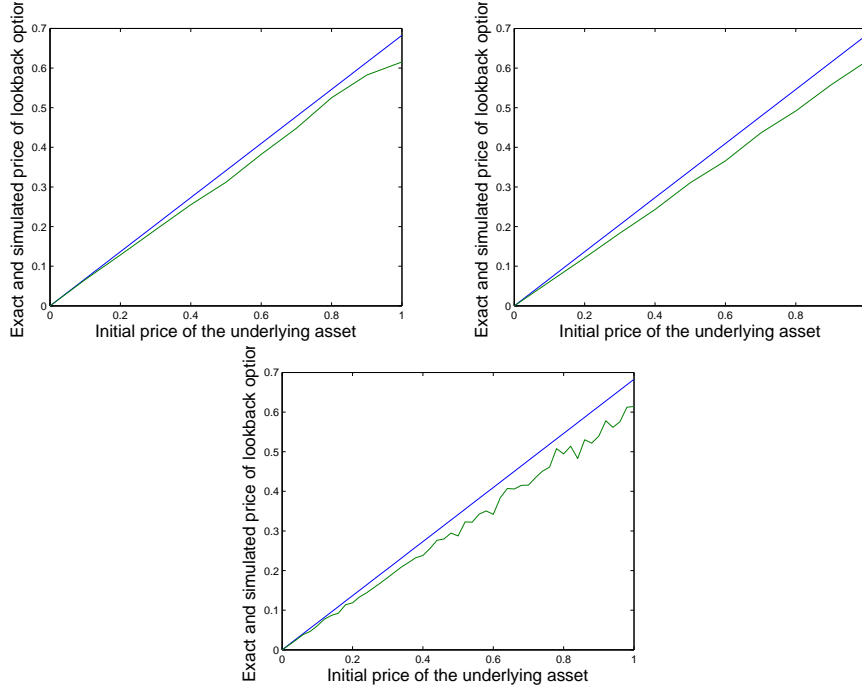 Exact and simulated price of lookback option
0.7
0.6
0.5
0.4
0.3
0.2
0.1
0
0 0.2 0.4 0.6 0.8 1
Initial price of the underlying asset
Exact and simulated price of lookback option
0.7
0.6
0.5
0.4
0.3
0.2
0.1
0
0 0.2 0.4 0.6 0.8
Initial price of the underlying asset
Exact and simulated price of lookback option
0.7
0.6
0.5
0.4
0.3
0.2
0.1
0
0 0.2 0.4 0.6 0.8 1
Initial price of the underlying asset